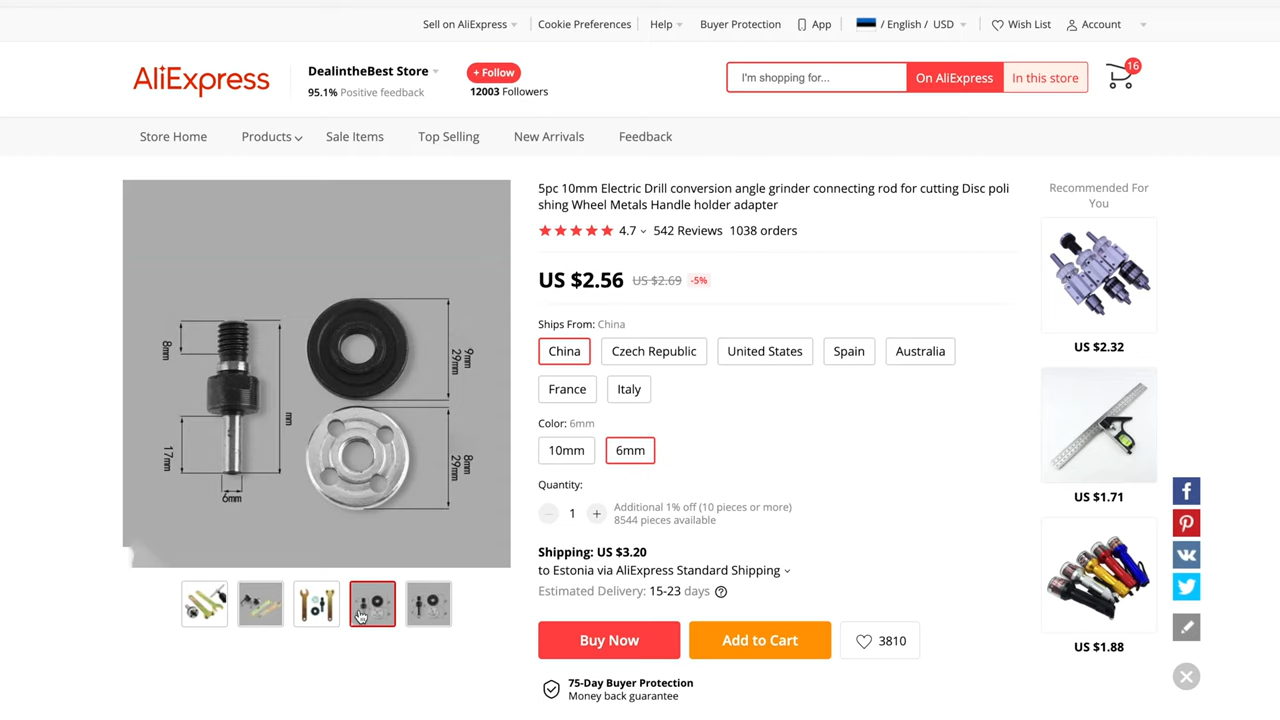 Sell on AliExpress
Cookie Preferences
Help
Buyer Protection
App
/ English / USD
Wish List
Account
AliExpress
DealintheBest Store
95.1% Positive feedback
+ Follow
12003 Followers
I'm shopping for...
On AliExpress
In this store
16
Store Home
Products
Sale Items
Top Selling
New Arrivals
Feedback
8mm
17mm
6mm
mm
9mm
29mm
8mm
29mm
5pc 10mm Electric Drill conversion angle grinder connecting rod for cutting Disc poli
shing Wheel Metals Handle holder adapter
4.7 542 Reviews 1038 orders
US $2.56 US $2.69 -5%
Ships From: China
China
Czech Republic
United States
Spain
Australia
France
Italy
Color: 6mm
10mm
6mm
Quantity:
1
Additional 1% off (10 pieces or more)
8544 pieces available
Shipping: US $3.20
to Estonia via AliExpress Standard Shipping
Estimated Delivery: 15-23 days
Buy Now
Add to Cart
3810
75-Day Buyer Protection
Money back guarantee
Recommended For
You
US $2.32
US $1.71
US $1.88